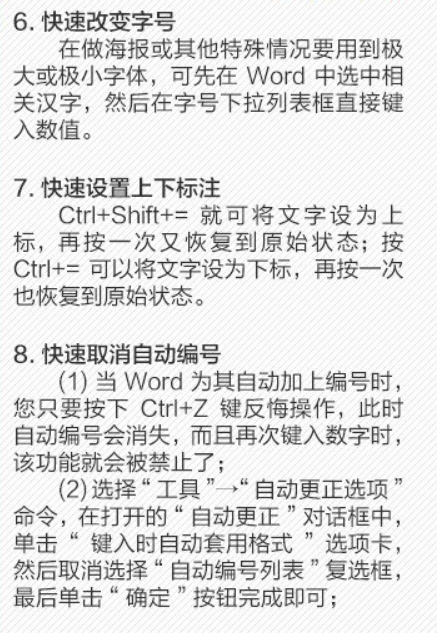 6. 快速改变字号
在做海报或其他特殊情况要用到极
大或极小字体，可先在 Word 中选中相
关汉字，然后在字号下拉列表框直接键
入数值。
7. 快速设置上下标注
Ctrl+Shift+= 就可将文字设为上
标，再按一次又恢复到原始状态；按
Ctrl+= 可以将文字设为下标，再按一次
也恢复到原始状态。
8. 快速取消自动编号
(1) 当 Word 为其自动加上编号时，
您只要按下 Ctrl+Z 键反悔操作，此时
自动编号会消失，而且再次键入数字时，
该功能就会被禁止了；
(2) 选择“工具”→“自动更正选项”
命令，在打开的“自动更正”对话框中，
单击“键入时自动套用格式”选项卡，
然后取消选择“自动编号列表”复选框，
最后单击“确定”按钮完成即可；